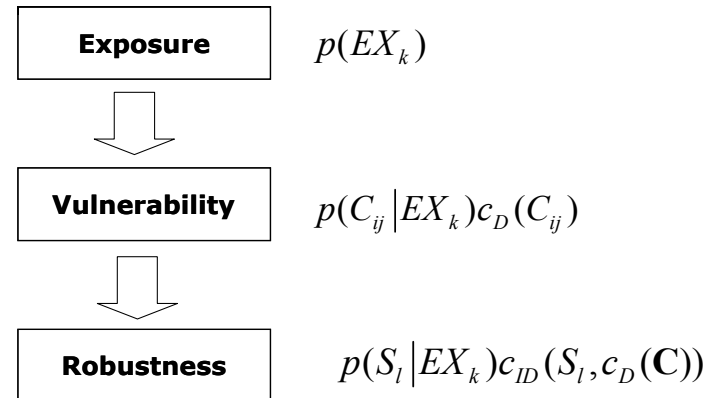 Exposure p(EX_k)
Vulnerability p(C_ij|EX_k)c_D(C_ij)
Robustness p(S_l|EX_k)c_ID(S_l,c_D(C))